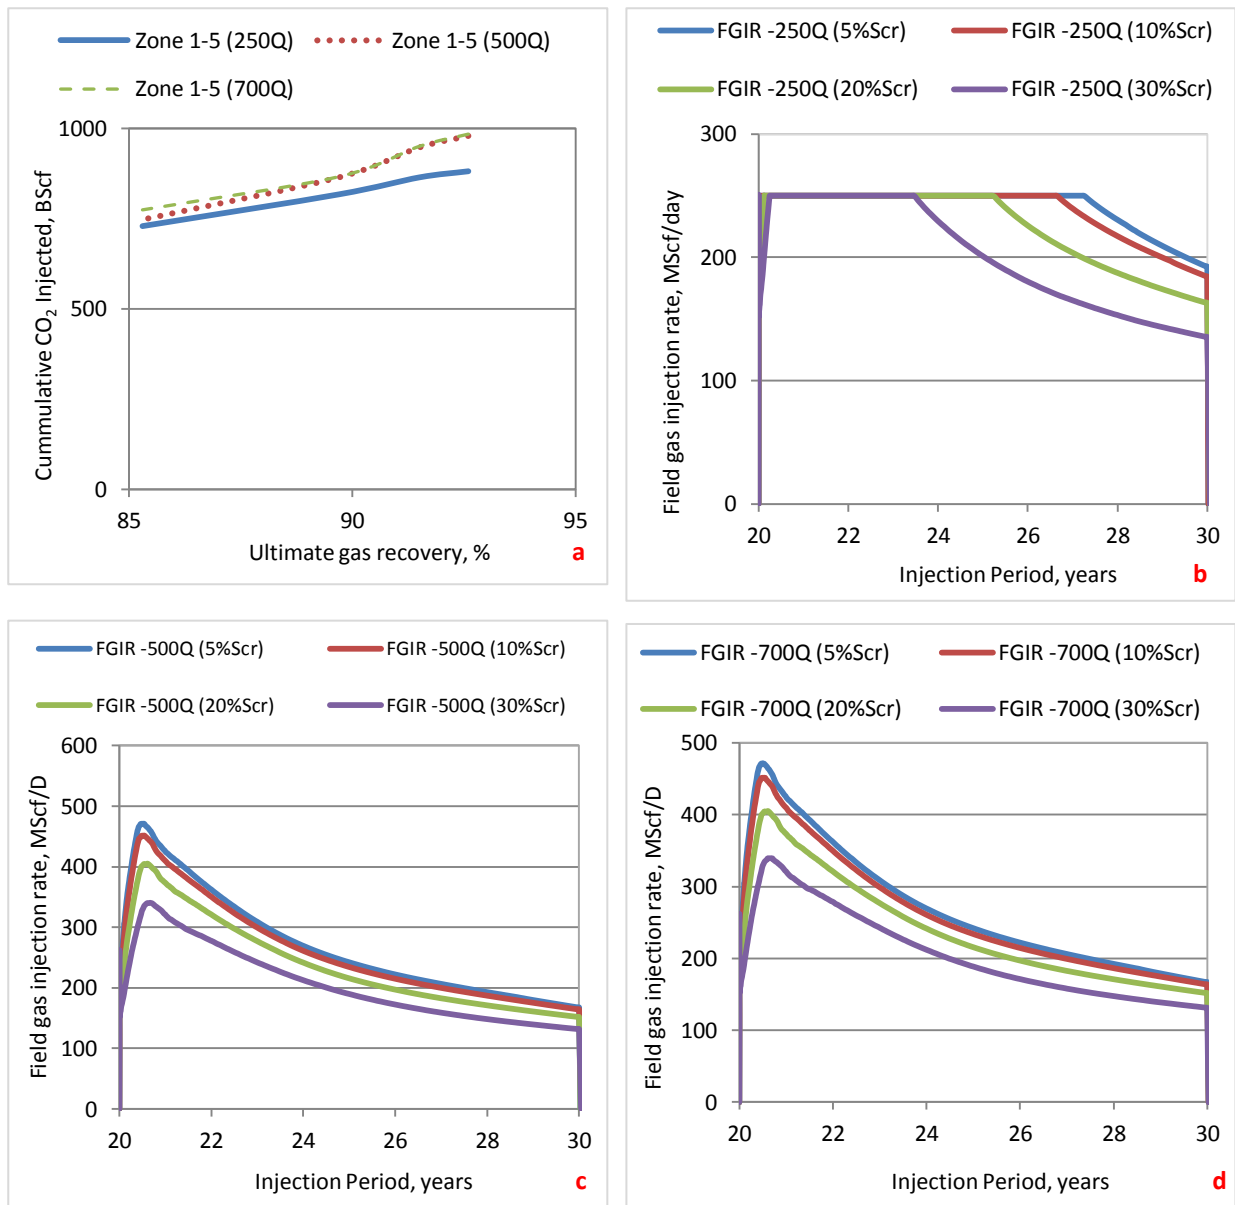 Zone 1-5 (250Q)
Zone 1-5 (500Q)
Zone 1-5 (700Q)
Cummulative CO₂ Injected, BScf
1000
500
0
85
90
95
Ultimate gas recovery, %
a
FGIR -250Q (5%Scr)
FGIR -250Q (10%Scr)
FGIR -250Q (20%Scr)
FGIR -250Q (30%Scr)
Field gas injection rate, MScf/day
300
200
100
0
20
22
24
26
28
30
Injection Period, years
b
FGIR -500Q (5%Scr)
FGIR -500Q (10%Scr)
FGIR -500Q (20%Scr)
FGIR -500Q (30%Scr)
Field gas injection rate, MScf/D
600
500
400
300
200
100
0
20
22
24
26
28
30
Injection Period, years
c
FGIR -700Q (5%Scr)
FGIR -700Q (10%Scr)
FGIR -700Q (20%Scr)
FGIR -700Q (30%Scr)
Field gas injection rate, MScf/D
500
400
300
200
100
0
20
22
24
26
28
30
Injection Period, years
d